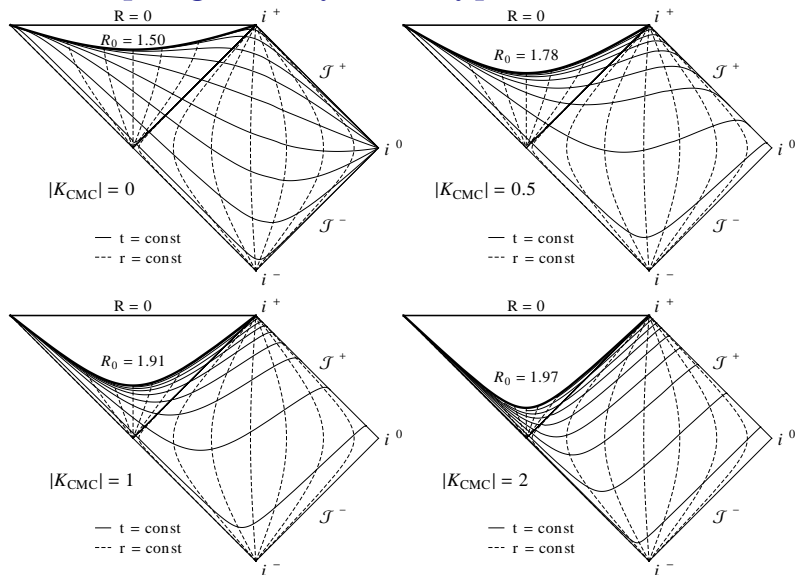 R = 0
i +
R0 = 1.50
𝒥 +
i 0
|KCMC| = 0
𝒥 −
t = const
r = const
i −
R = 0
i +
R0 = 1.78
𝒥 +
i 0
|KCMC| = 0.5
𝒥 −
t = const
r = const
i −
R = 0
i +
R0 = 1.91
𝒥 +
i 0
|KCMC| = 1
𝒥 −
t = const
r = const
i −
R = 0
i +
R0 = 1.97
𝒥 +
i 0
|KCMC| = 2
𝒥 −
t = const
r = const
i −